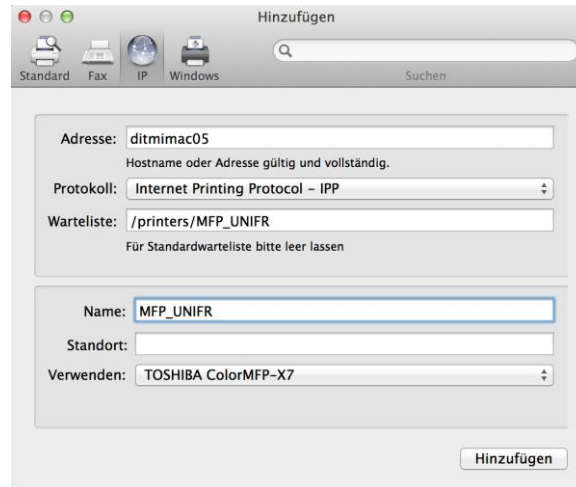 Hinzufügen
Standard Fax IP Windows Suchen
Adresse: ditmimac05
Hostname oder Adresse gültig und vollständig.
Protokoll: Internet Printing Protocol – IPP
Warteliste: /printers/MFP_UNIFR
Für Standardwarteliste bitte leer lassen
Name: MFP_UNIFR
Standort:
Verwenden: TOSHIBA ColorMFP-X7
Hinzufügen